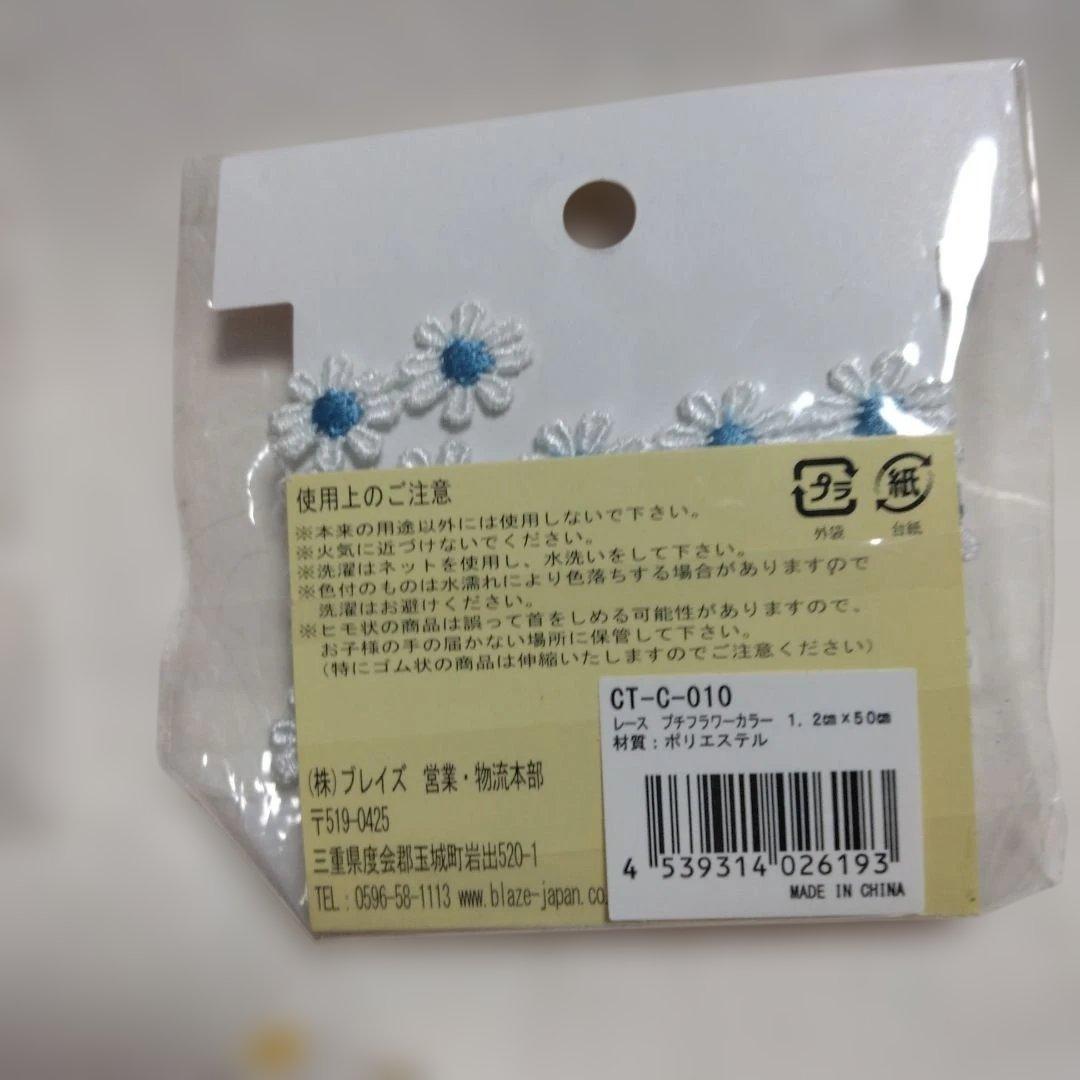 使用上のご注意
※本来の用途以外には使用しないで下さい。
※火気に近づけないでください。
※洗濯はネットを使用し、水洗いをして下さい。
※色付のものは水濡れにより色落ちする場合がありますので
洗濯はお避けください。
※ヒモ状の商品は誤って首をしめる可能性がありますので、
お子様の手の届かない場所に保管して下さい。
(特にゴム状の商品は伸縮いたしますのでご注意ください)
プラ
外袋
紙
台紙
CT-C-010
レース プチフラワーカラー 1.2㎝×50㎝
材質:ポリエステル
4 539314 026193
MADE IN CHINA
(株)ブレイズ 営業・物流本部
〒519-0425
三重県度会郡玉城町岩出520-1
TEL:0596-58-1113 www.blaze-japan.co